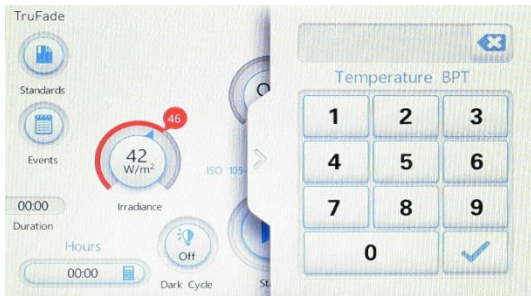 TruFade
Standards
Events
46
42
W/m²
Irradiance
ISO 105-
00:00
Duration
Hours
00:00
Off
Dark Cycle
St
Temperature BPT
1 2 3
4 5 6
7 8 9
0